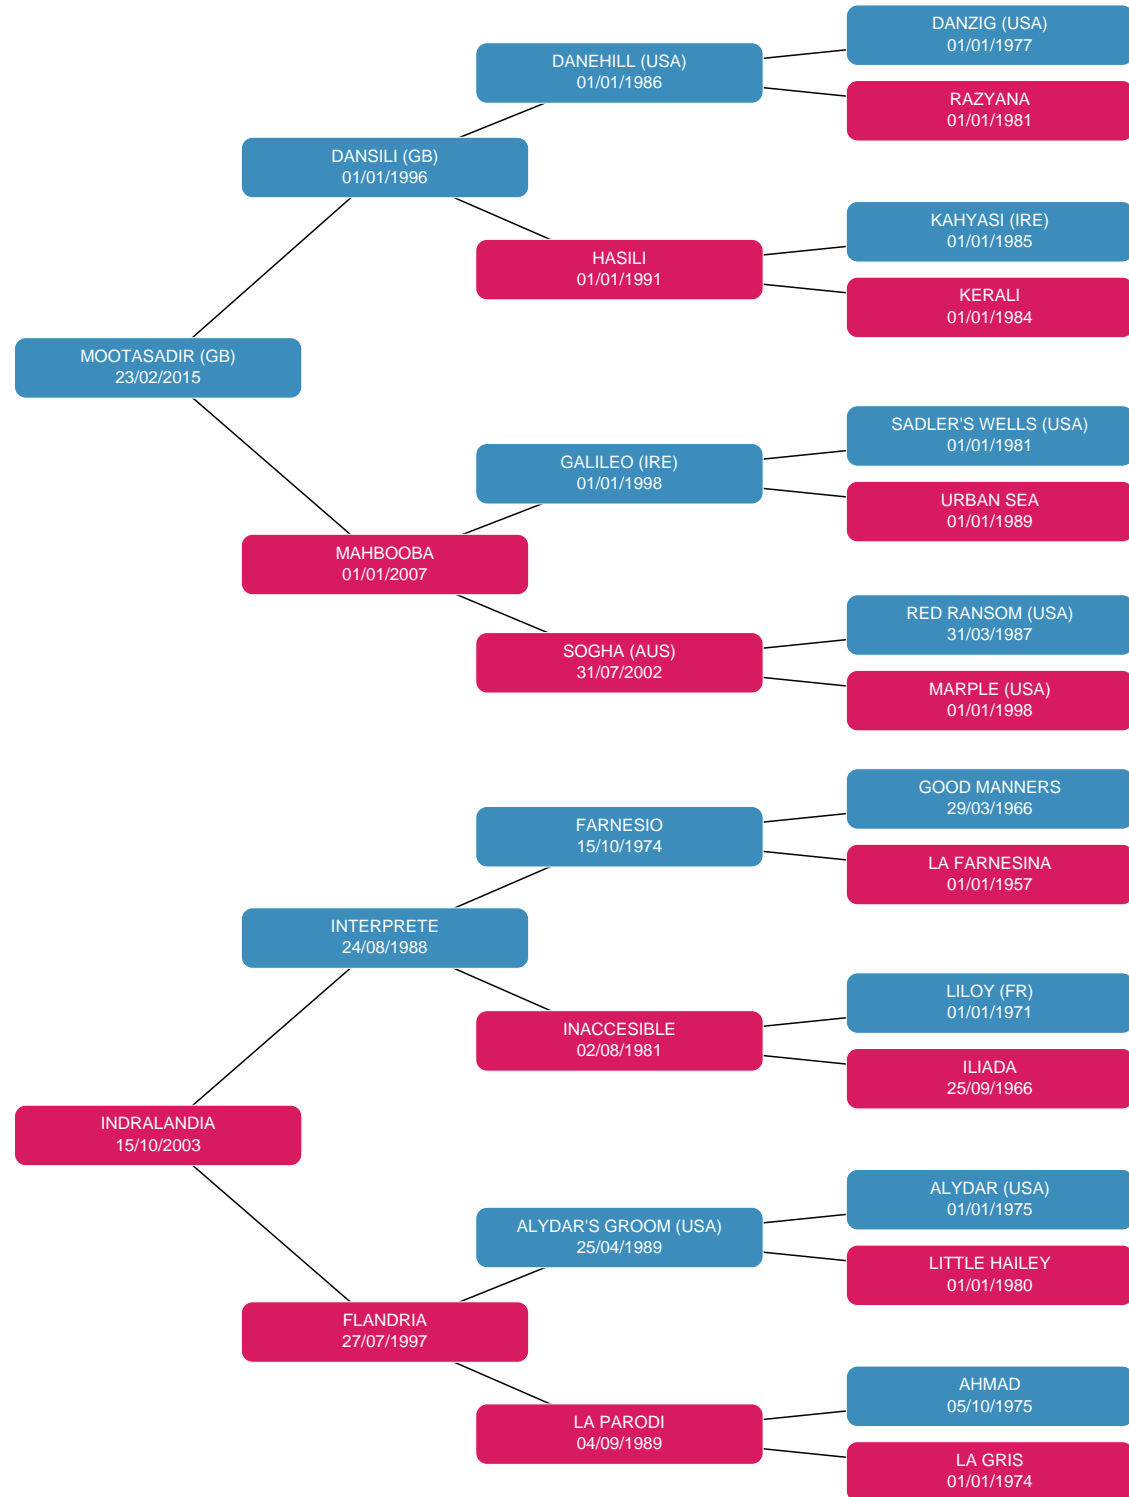 DANZIG (USA)
01/01/1977
DANEHILL (USA)
01/01/1986
RAZYANA
01/01/1981
DANSILI (GB)
01/01/1996
KAHYASI (IRE)
01/01/1985
HASILI
01/01/1991
KERALI
01/01/1984
MOOTASADIR (GB)
23/02/2015
SADLER'S WELLS (USA)
01/01/1981
GALILEO (IRE)
01/01/1998
URBAN SEA
01/01/1989
MAHBOOBA
01/01/2007
RED RANSOM (USA)
31/03/1987
SOGHA (AUS)
31/07/2002
MARPLE (USA)
01/01/1998
GOOD MANNERS
29/03/1966
FARNESIO
15/10/1974
LA FARNESINA
01/01/1957
INTERPRETE
24/08/1988
LILOY (FR)
01/01/1971
INACCESIBLE
02/08/1981
ILIADA
25/09/1966
INDRALANDIA
15/10/2003
ALYDAR (USA)
01/01/1975
ALYDAR'S GROOM (USA)
25/04/1989
LITTLE HAILEY
01/01/1980
FLANDRIA
27/07/1997
AHMAD
05/10/1975
LA PARODI
04/09/1989
LA GRIS
01/01/1974